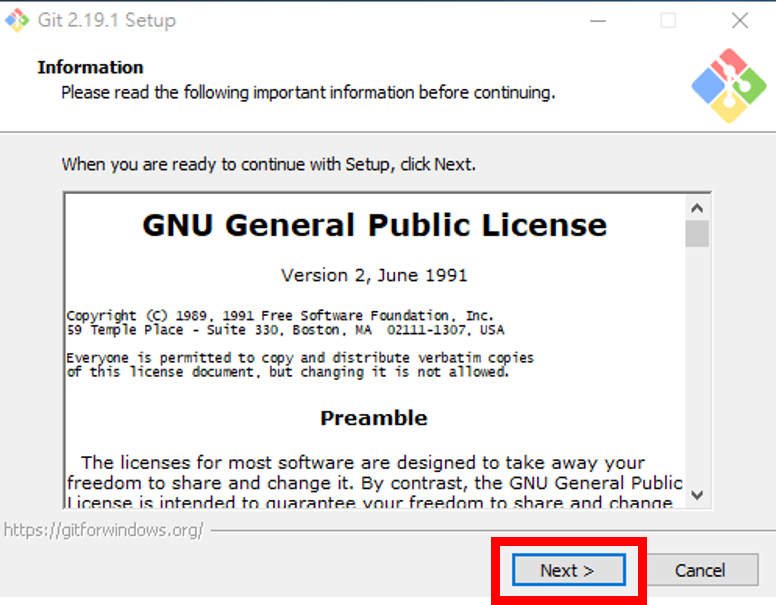 Git 2.19.1 Setup
Information
Please read the following important information before continuing.
When you are ready to continue with Setup, click Next.
GNU General Public License
Version 2, June 1991
Copyright (C) 1989, 1991 Free Software Foundation, Inc.
59 Temple Place - Suite 330, Boston, MA  02111-1307, USA
Everyone is permitted to copy and distribute verbatim copies
of this license document, but changing it is not allowed.
Preamble
The licenses for most software are designed to take away your
freedom to share and change it. By contrast, the GNU General Public
License is intended to guarantee your freedom to share and change
https://gitforwindows.org/
Next >
Cancel